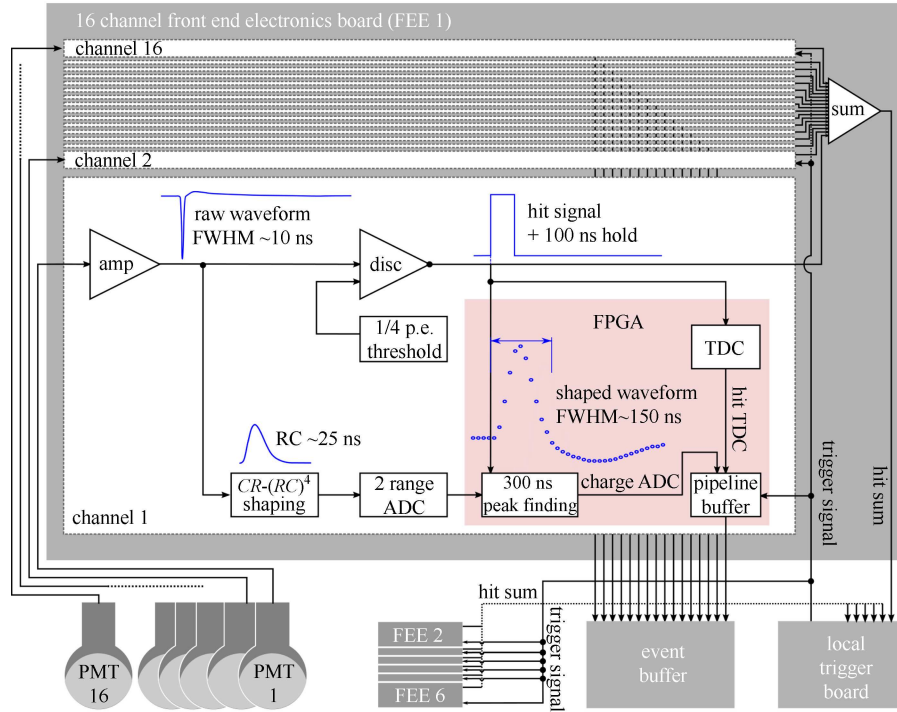 16 channel front end electronics board (FEE 1)
channel 16
sum
channel 2
raw waveform
FWHM ~10 ns
hit signal
+ 100 ns hold
amp
disc
1/4 p.e.
threshold
FPGA
TDC
shaped waveform
FWHM~150 ns
hit TDC
trigger signal
hit sum
RC ~25 ns
CR-(RC)⁴
shaping
2 range
ADC
300 ns
peak finding
charge ADC
pipeline
buffer
channel 1
hit sum
trigger signal
PMT
16
PMT
1
FEE 2
FEE 6
event
buffer
local
trigger
board